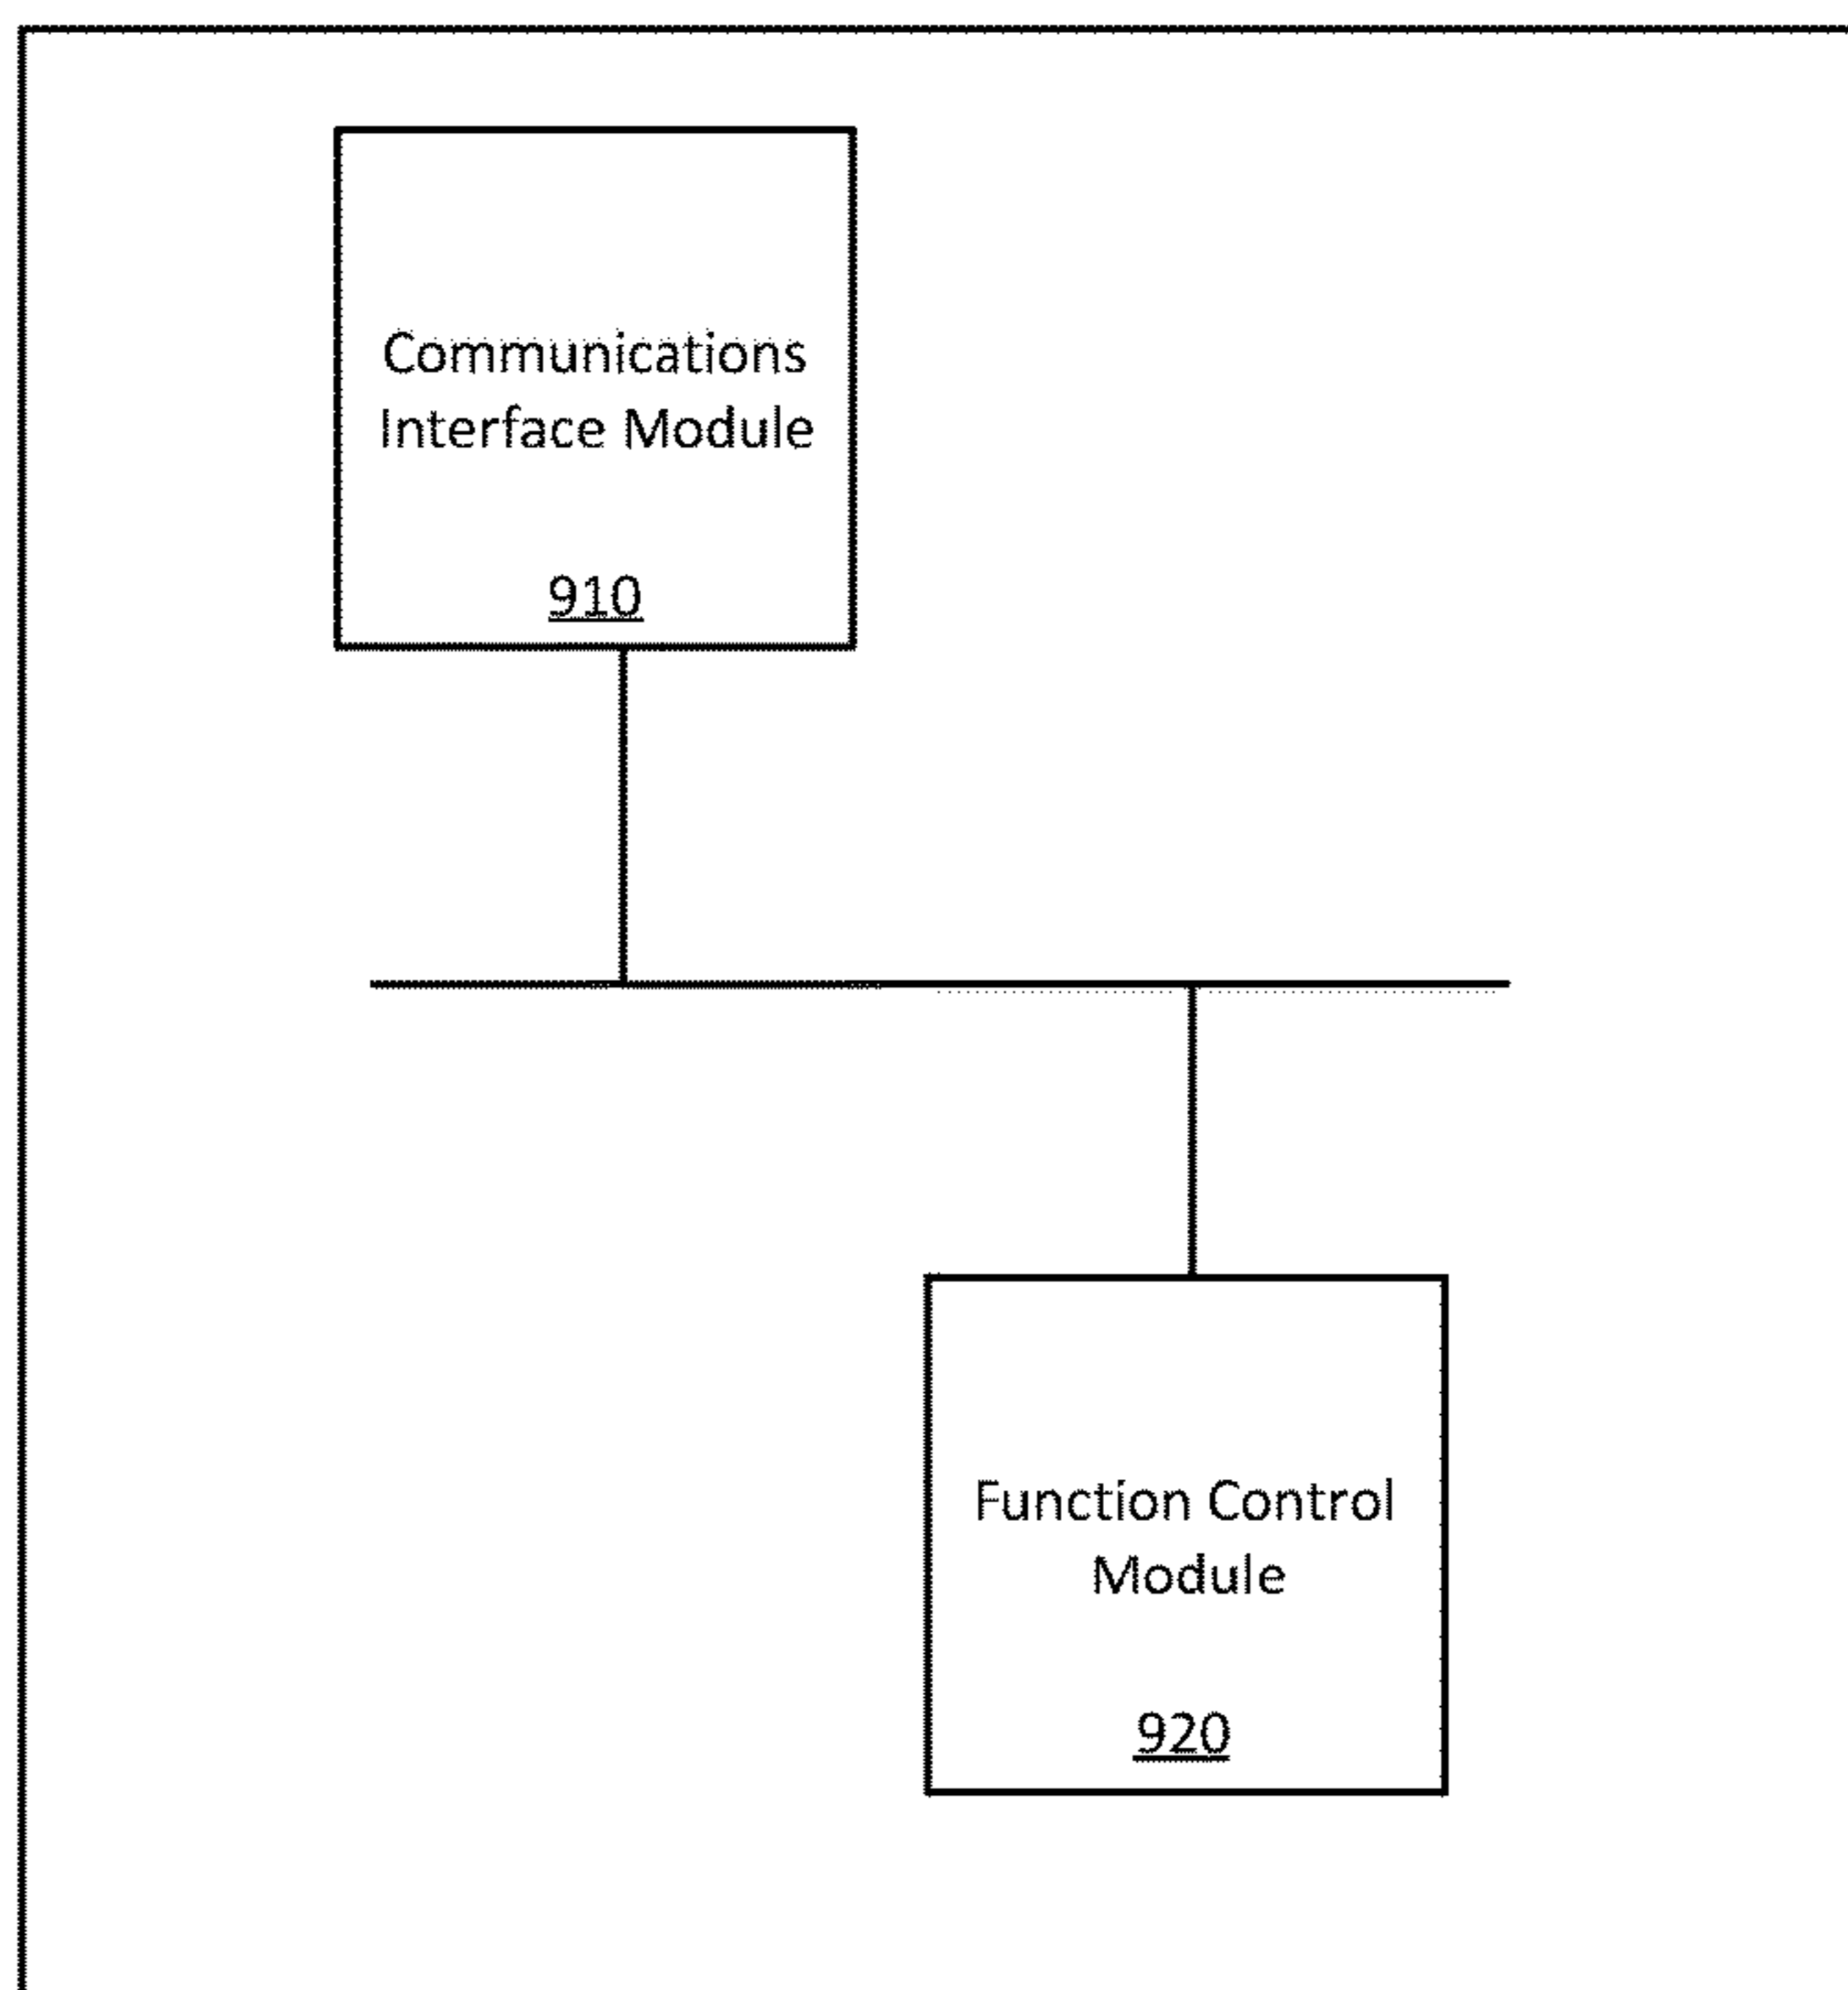 Communications
Interface Module
910
Function Control
Module
920